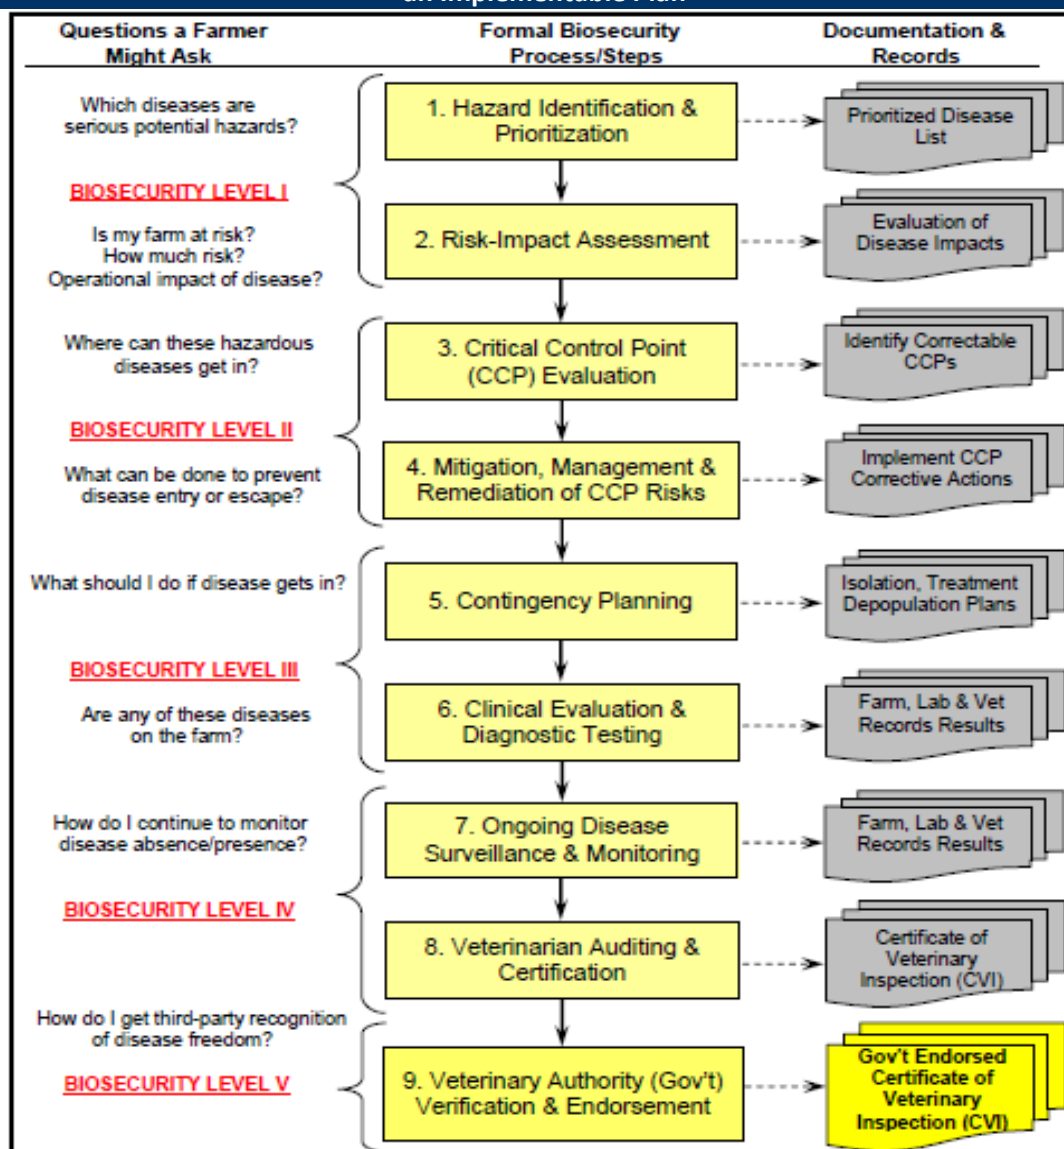 an Implementable Plan
Questions a Farmer
Might Ask
Formal Biosecurity
Process/Steps
Documentation &
Records
Which diseases are
serious potential hazards?
1. Hazard Identification &
Prioritization
Prioritized Disease
List
BIOSECURITY LEVEL I
Is my farm at risk?
How much risk?
Operational impact of disease?
2. Risk-Impact Assessment
Evaluation of
Disease Impacts
Where can these hazardous
diseases get in?
3. Critical Control Point
(CCP) Evaluation
Identify Correctable
CCPs
BIOSECURITY LEVEL II
What can be done to prevent
disease entry or escape?
4. Mitigation, Management &
Remediation of CCP Risks
Implement CCP
Corrective Actions
What should I do if disease gets in?
5. Contingency Planning
Isolation, Treatment
Depopulation Plans
BIOSECURITY LEVEL III
Are any of these diseases
on the farm?
6. Clinical Evaluation &
Diagnostic Testing
Farm, Lab & Vet
Records Results
How do I continue to monitor
disease absence/presence?
7. Ongoing Disease
Surveillance & Monitoring
Farm, Lab & Vet
Records Results
BIOSECURITY LEVEL IV
8. Veterinarian Auditing &
Certification
Certificate of
Veterinary
Inspection (CVI)
How do I get third-party recognition
of disease freedom?
BIOSECURITY LEVEL V
9. Veterinary Authority (Gov't)
Verification & Endorsement
Gov't Endorsed
Certificate of
Veterinary
Inspection (CVI)